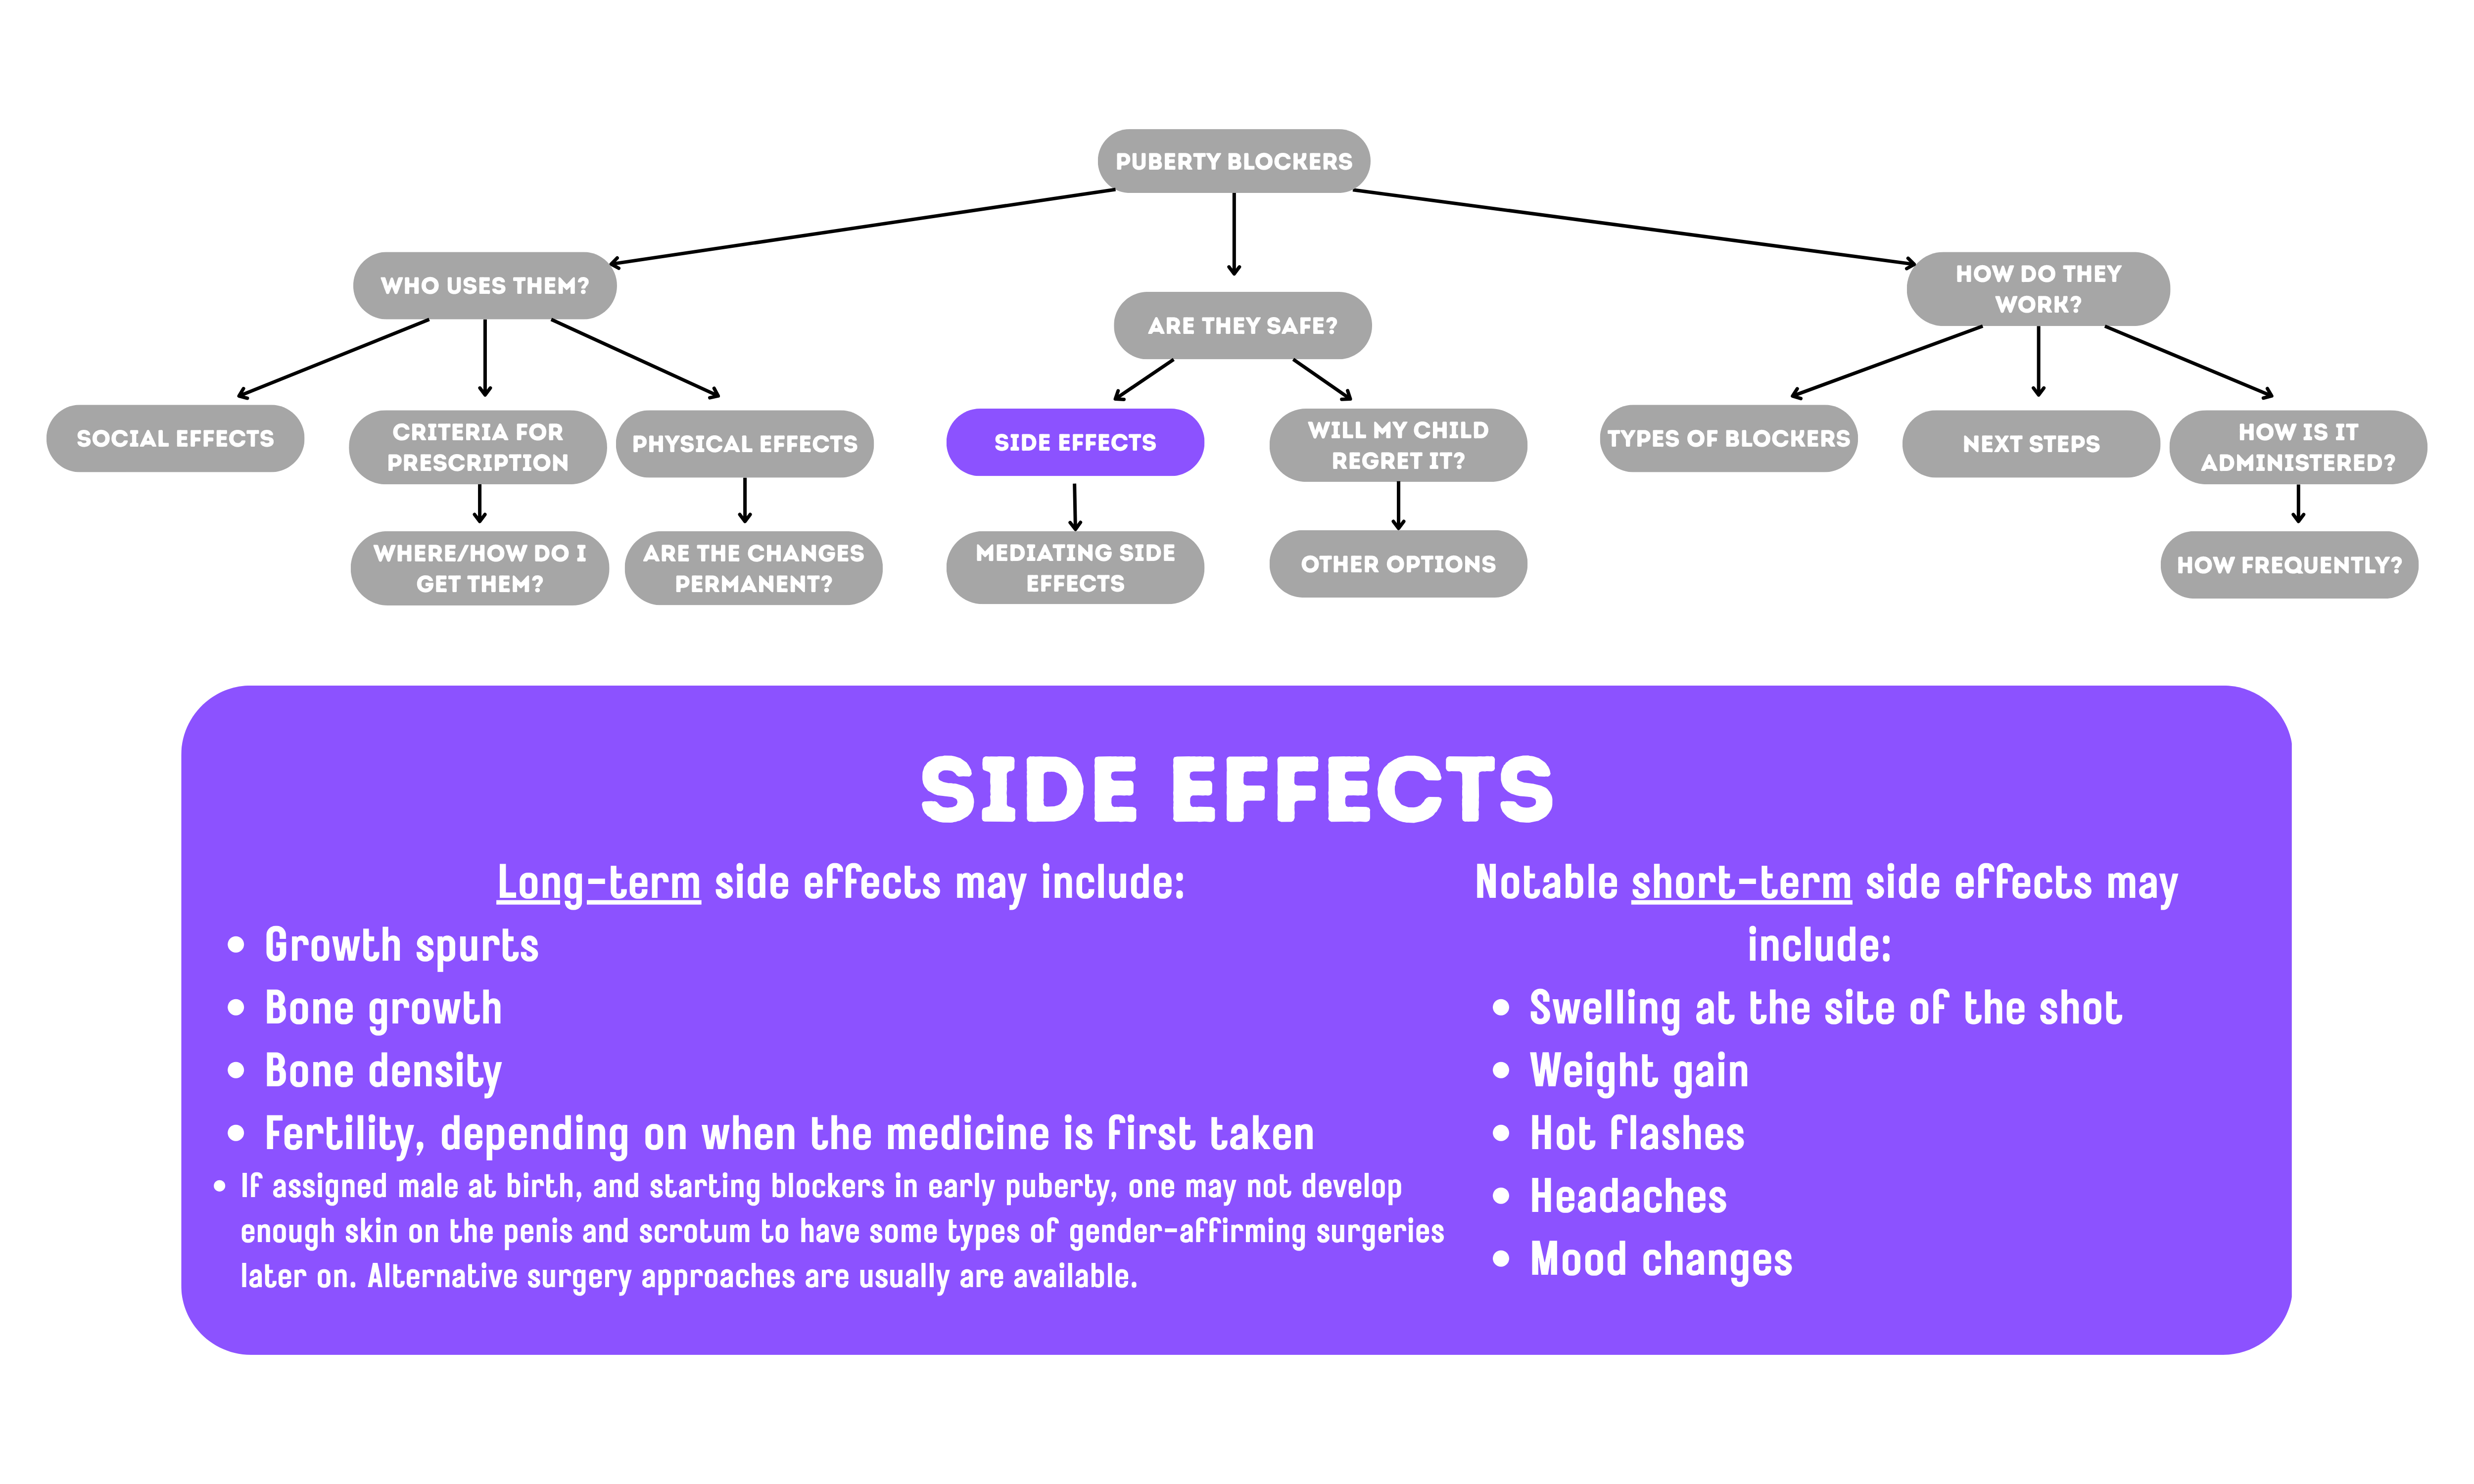 PUBERTY BLOCKERS
WHO USES THEM?
ARE THEY SAFE?
HOW DO THEY
WORK?
SOCIAL EFFECTS
CRITERIA FOR
PRESCRIPTION
PHYSICAL EFFECTS
SIDE EFFECTS
WILL MY CHILD
REGRET IT?
TYPES OF BLOCKERS
NEXT STEPS
HOW IS IT
ADMINISTERED?
WHERE/HOW DO I
GET THEM?
ARE THE CHANGES
PERMANENT?
MEDIATING SIDE
EFFECTS
OTHER OPTIONS
HOW FREQUENTLY?
SIDE EFFECTS
Long-term side effects may include:
• Growth spurts
• Bone growth
• Bone density
• Fertility, depending on when the medicine is first taken
• If assigned male at birth, and starting blockers in early puberty, one may not develop
enough skin on the penis and scrotum to have some types of gender-affirming surgeries
later on. Alternative surgery approaches are usually are available.
Notable short-term side effects may
include:
• Swelling at the site of the shot
• Weight gain
• Hot flashes
• Headaches
• Mood changes